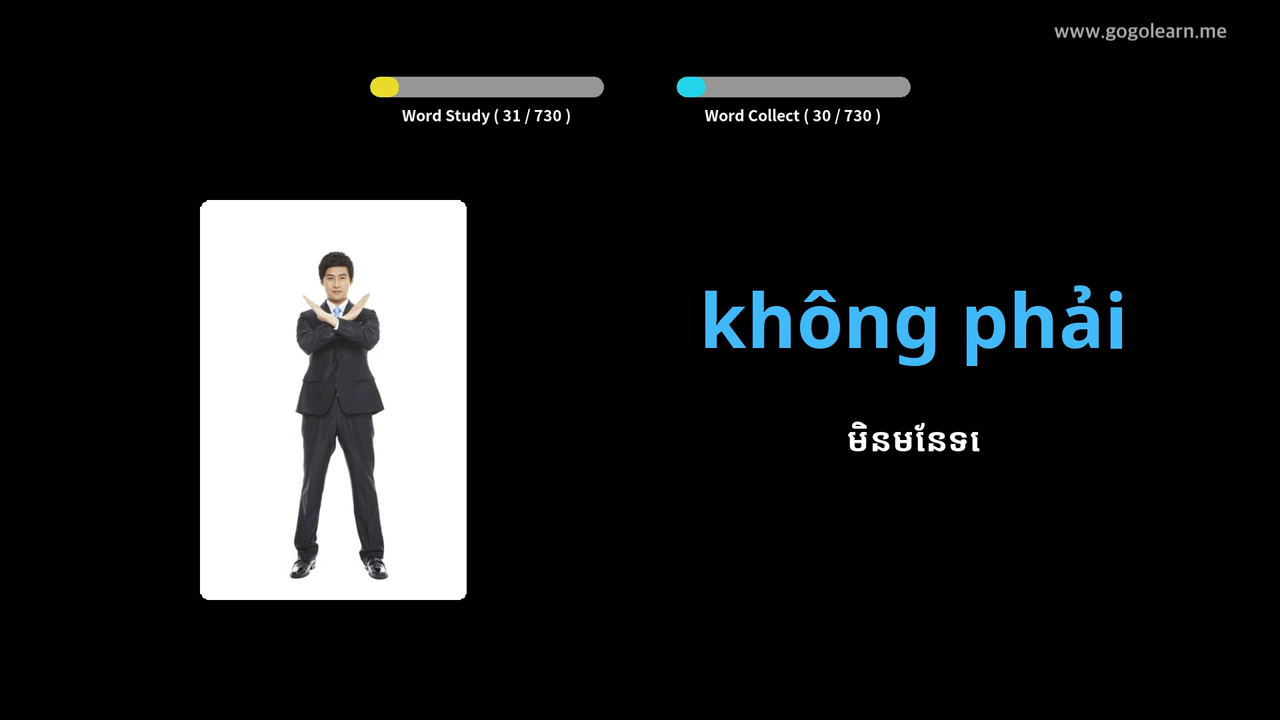 www.gogolearn.me
Word Study ( 31 / 730 )
Word Collect ( 30 / 730 )
không phải
មិនមនែទេ